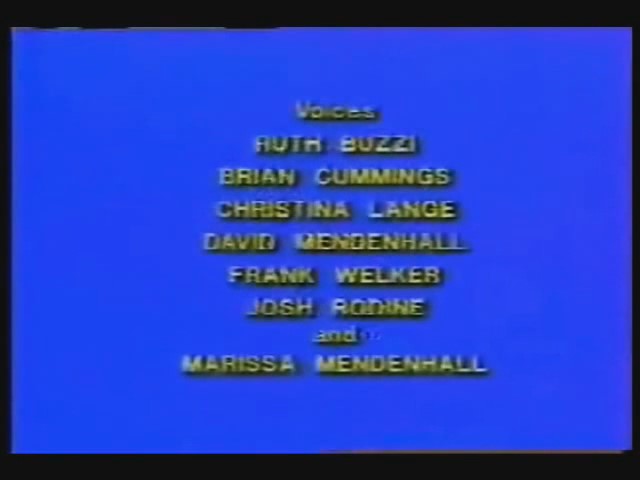 Voices
RUTH BUZZI
BRIAN CUMMINGS
CHRISTINA LANGE
DAVID MENDENHALL
FRANK WELKER
JOSH RODINE
and
MARISSA MENDENHALL